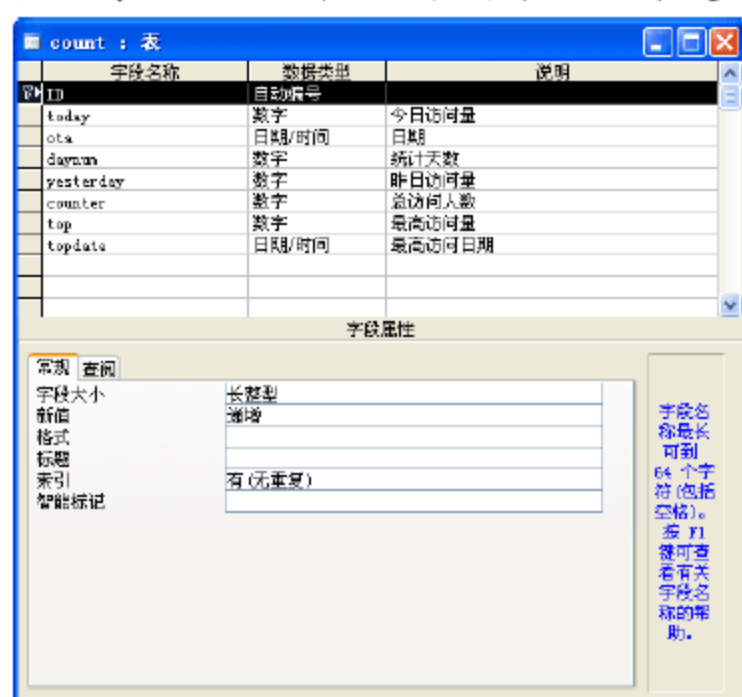 count : 表
字段名称 数据类型 说明
ID 自动编号
today 数字 今日访问量
ota 日期/时间 日期
daynum 数字 统计天数
yesterday 数字 昨日访问量
counter 数字 总访问人数
top 数字 最高访问量
topdate 日期/时间 最高访问日期
字段属性
常规 查阅
字段大小 长整型
新值 递增
格式
标题
索引 有(无重复)
智能标记
字段名
称最长
可到
64 个字
符(包括
空格)。
按 F1
键可查
看有关
字段名
称的帮
助。